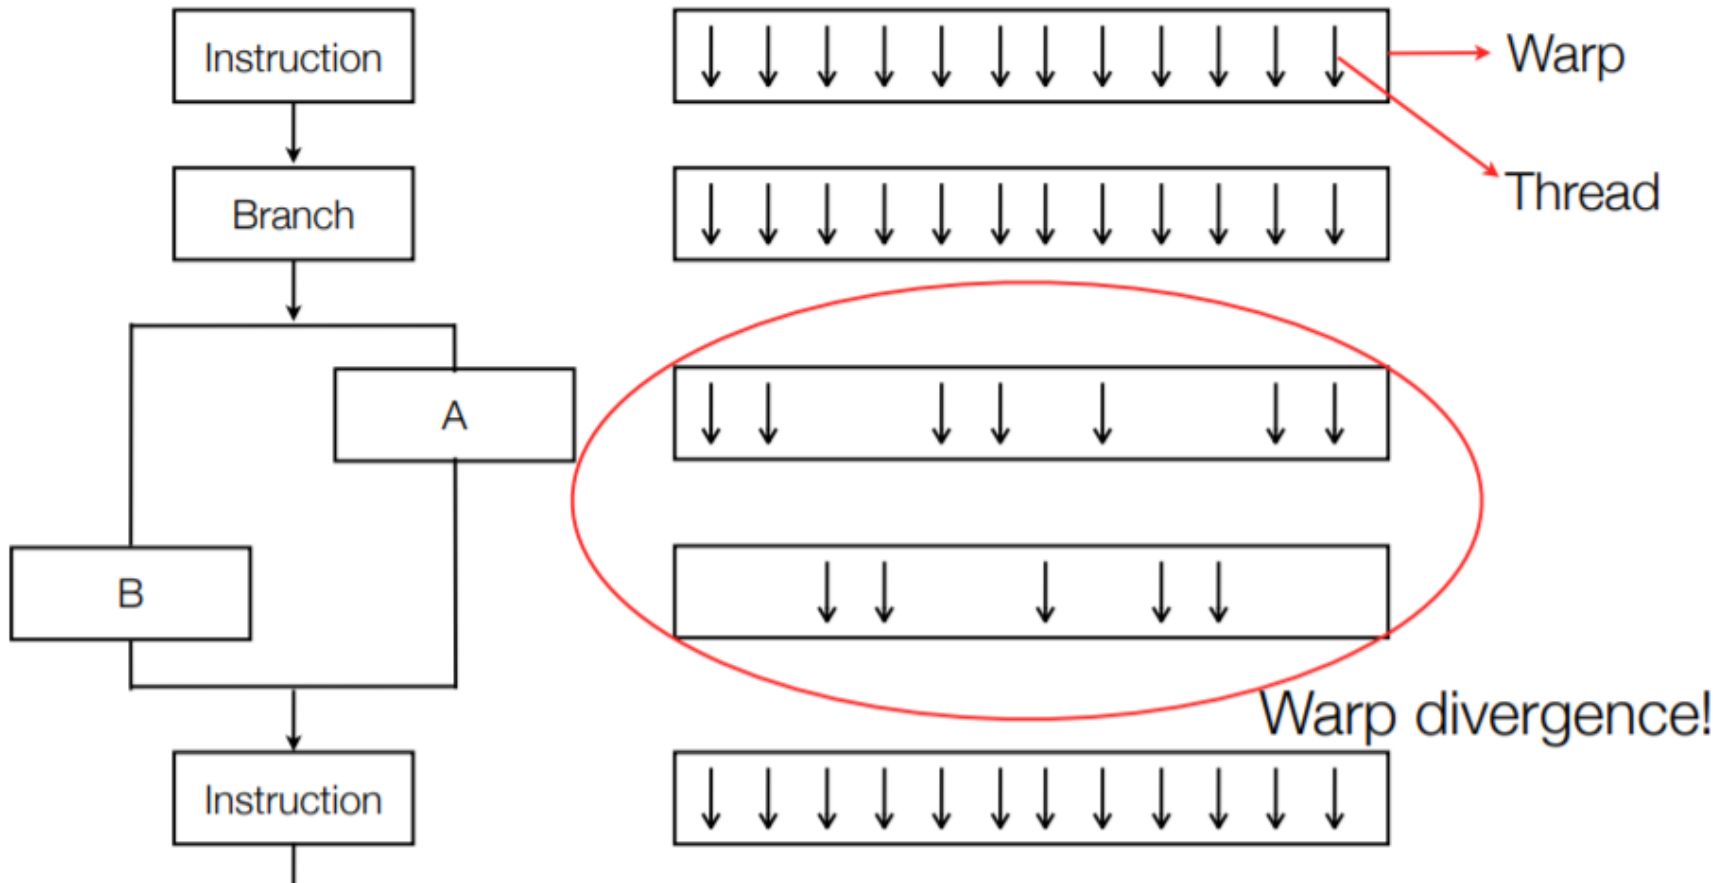 Instruction
Warp
Thread
Branch
A
B
Warp divergence!
Instruction